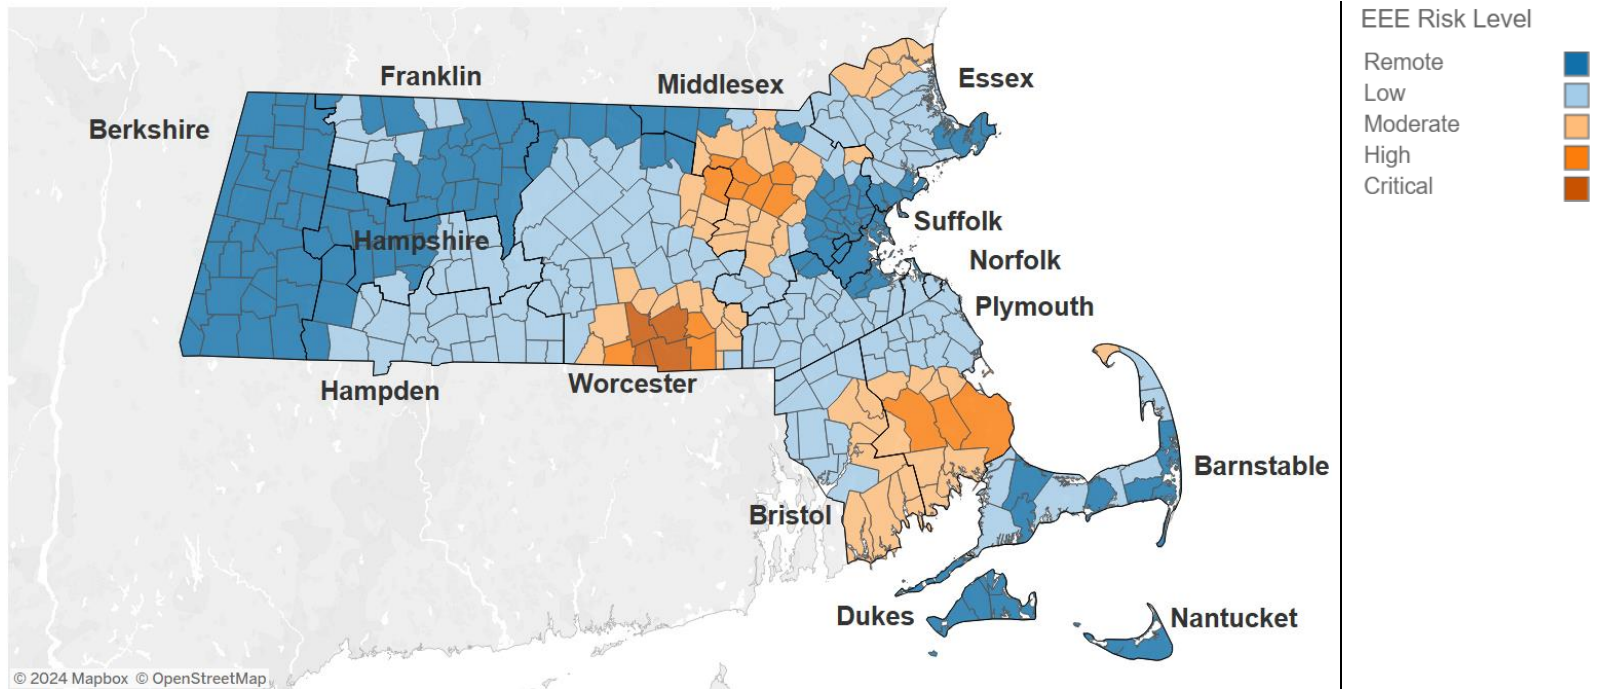 EEE Risk Level
Remote
Low
Moderate
High
Critical
Franklin
Middlesex
Essex
Berkshire
Suffolk
Hampshire
Norfolk
Plymouth
Hampden
Worcester
Barnstable
Bristol
Dukes
Nantucket
© 2024 Mapbox © OpenStreetMap